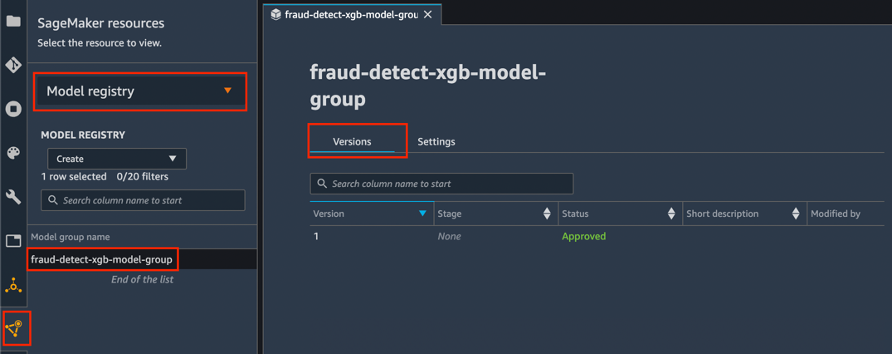 SageMaker resources
Select the resource to view.
Model registry
MODEL REGISTRY
Create
1 row selected 0/20 filters
Search column name to start
Model group name
fraud-detect-xgb-model-group
End of the list
fraud-detect-xgb-model-grou
fraud-detect-xgb-model-
group
Versions Settings
Search column name to start
Version Stage Status Short description Modified by
1 None Approved